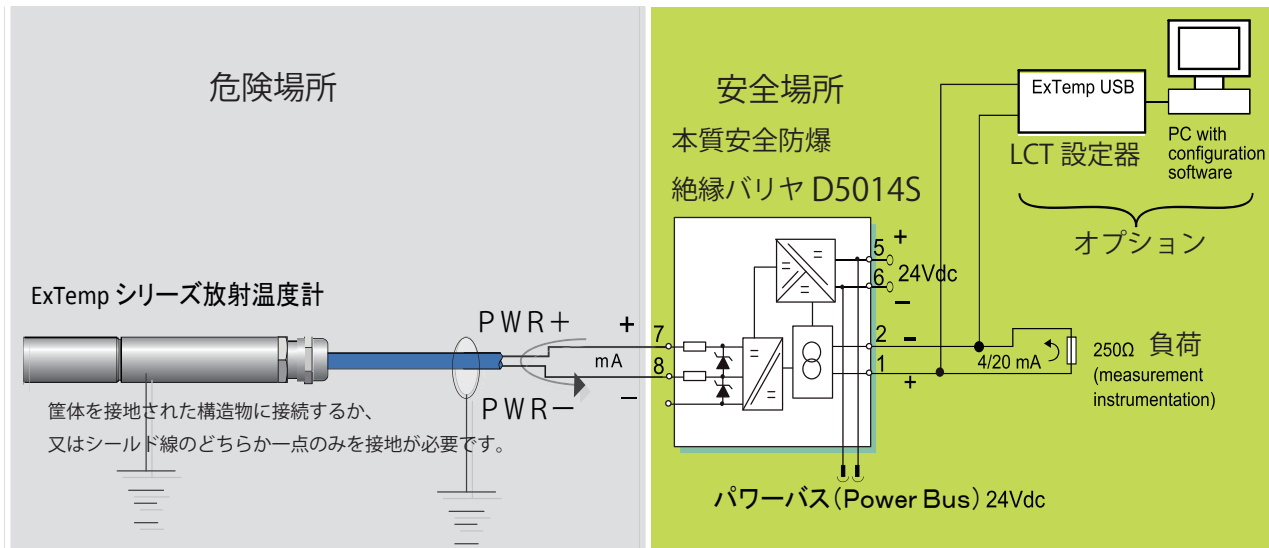 危険場所
ExTemp シリーズ放射温度計
PWR+
PWR−
+
mA
−
筐体を接地された構造物に接続するか、
又はシールド線のどちらか一点のみを接地が必要です。
安全場所
本質安全防爆
絶縁バリヤ D5014S
7
8
5
+
6
24Vdc
−
2
−
1
+
4/20 mA
250Ω 負荷
(measurement
instrumentation)
ExTemp USB
LCT 設定器
PC with
configuration
software
オプション
パワーバス(Power Bus) 24Vdc